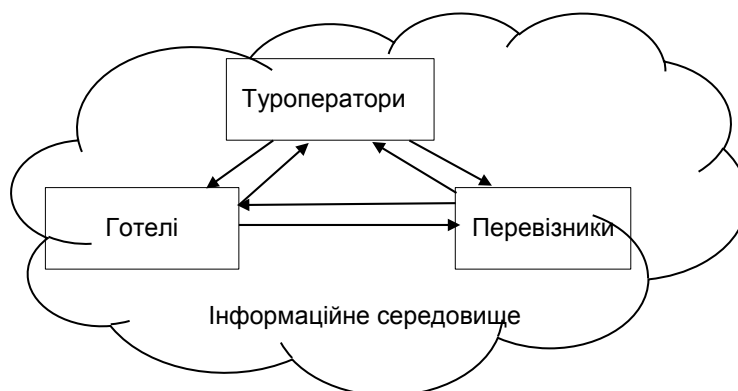 Туроператори
Готелі
Перевізники
Інформаційне середовище